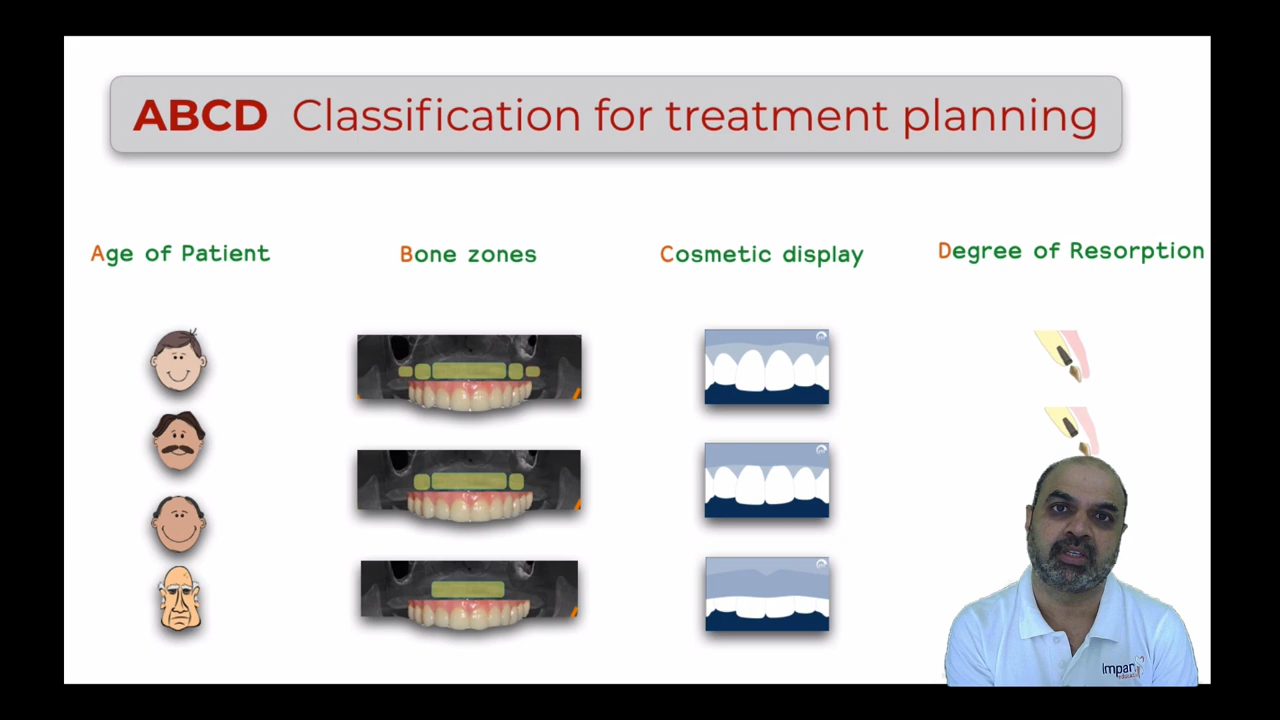 ABCD Classification for treatment planning
Age of Patient
Bone zones
Cosmetic display
Degree of Resorption